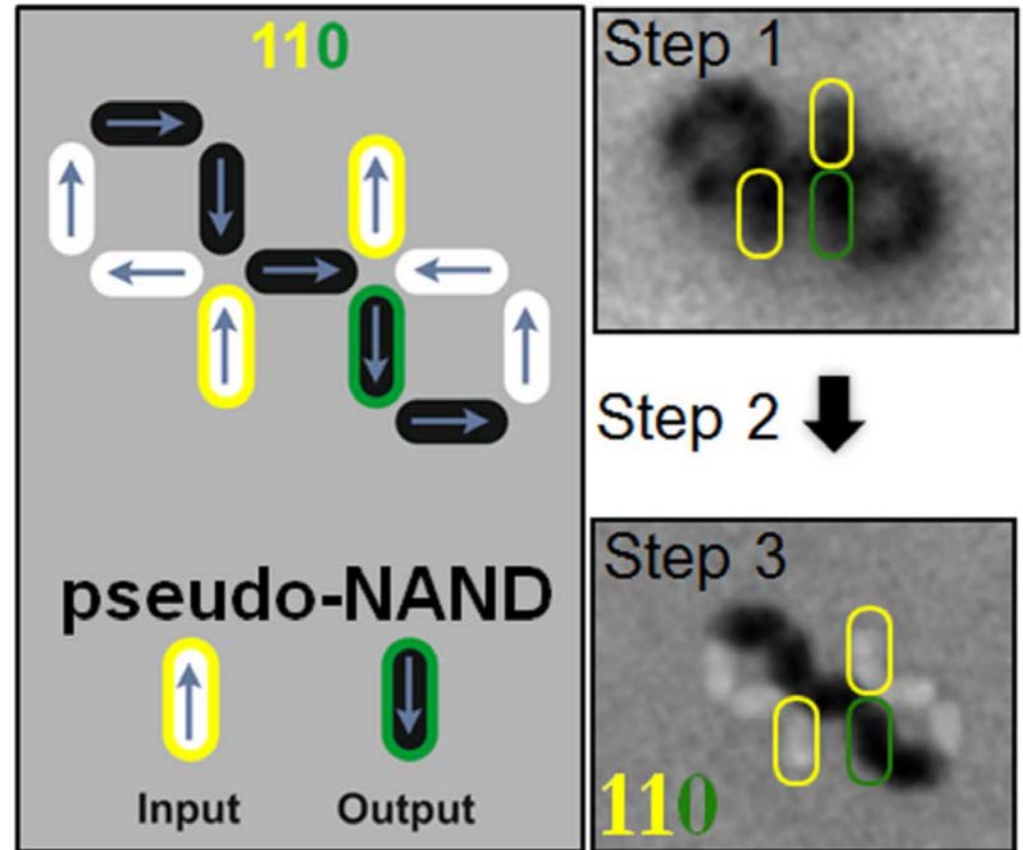 110
pseudo-NAND
Input
Output
Step 1
Step 2
Step 3
110